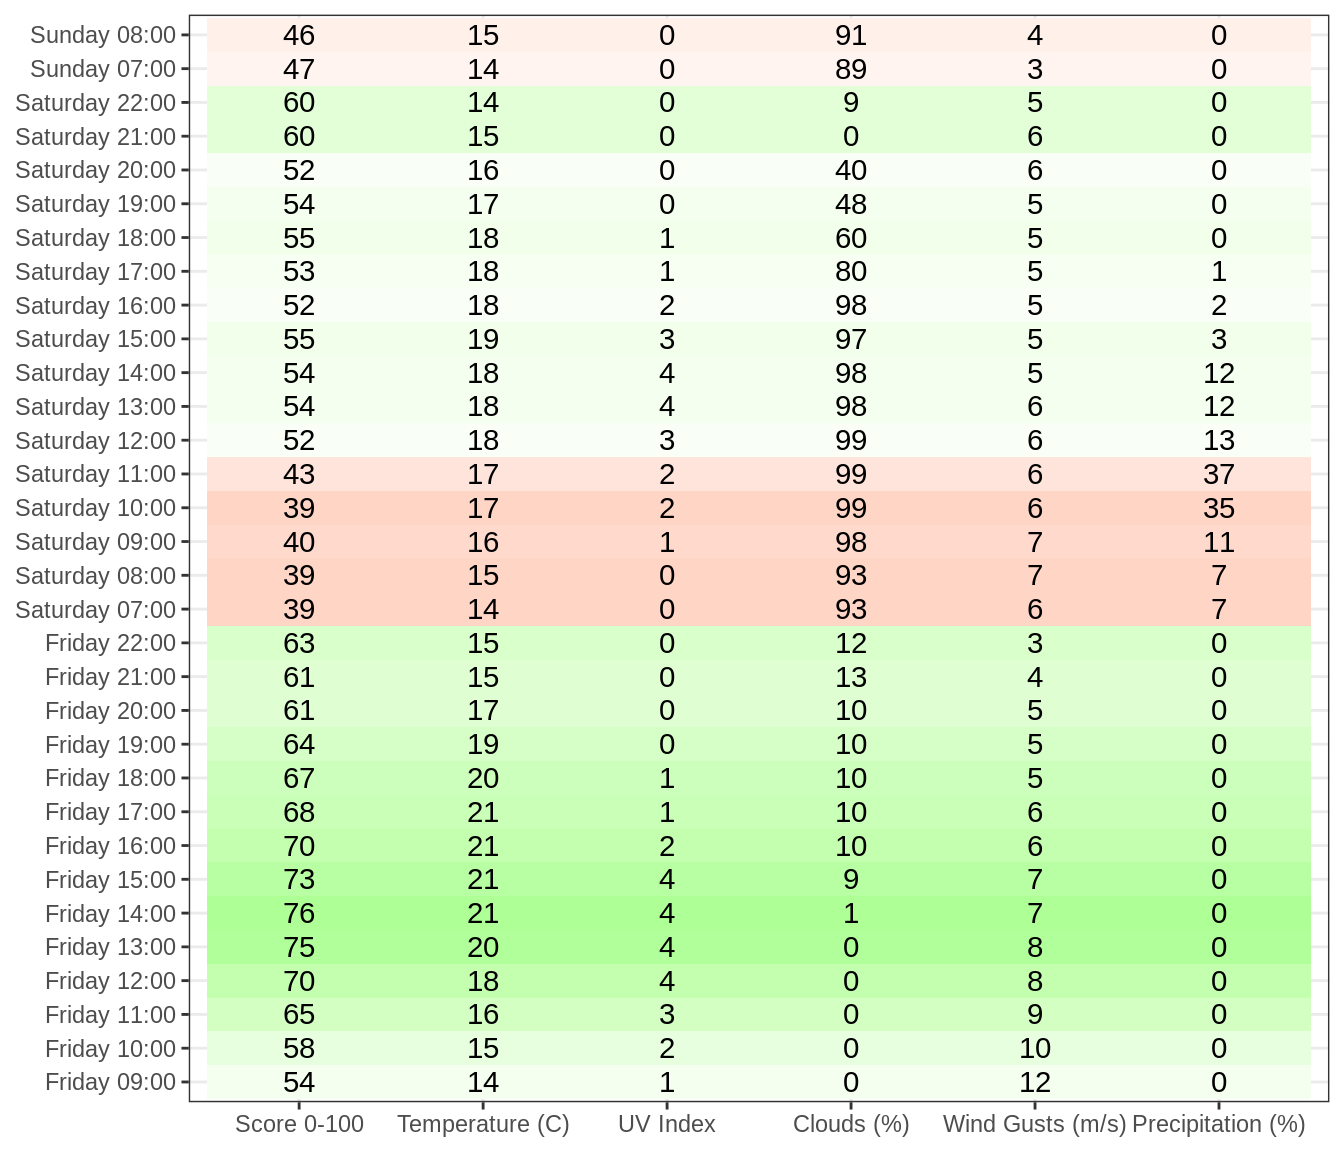 Sunday 08:00 46 15 0 91 4 0
Sunday 07:00 47 14 0 89 3 0
Saturday 22:00 60 14 0 9 5 0
Saturday 21:00 60 15 0 0 6 0
Saturday 20:00 52 16 0 40 6 0
Saturday 19:00 54 17 0 48 5 0
Saturday 18:00 55 18 1 60 5 0
Saturday 17:00 53 18 1 80 5 1
Saturday 16:00 52 18 2 98 5 2
Saturday 15:00 55 19 3 97 5 3
Saturday 14:00 54 18 4 98 5 12
Saturday 13:00 54 18 4 98 6 12
Saturday 12:00 52 18 3 99 6 13
Saturday 11:00 43 17 2 99 6 37
Saturday 10:00 39 17 2 99 6 35
Saturday 09:00 40 16 1 98 7 11
Saturday 08:00 39 15 0 93 7 7
Saturday 07:00 39 14 0 93 6 7
Friday 22:00 63 15 0 12 3 0
Friday 21:00 61 15 0 13 4 0
Friday 20:00 61 17 0 10 5 0
Friday 19:00 64 19 0 10 5 0
Friday 18:00 67 20 1 10 5 0
Friday 17:00 68 21 1 10 6 0
Friday 16:00 70 21 2 10 6 0
Friday 15:00 73 21 4 9 7 0
Friday 14:00 76 21 4 1 7 0
Friday 13:00 75 20 4 0 8 0
Friday 12:00 70 18 4 0 8 0
Friday 11:00 65 16 3 0 9 0
Friday 10:00 58 15 2 0 10 0
Friday 09:00 54 14 1 0 12 0
Score 0-100 Temperature (C) UV Index Clouds (%) Wind Gusts (m/s) Precipitation (%)